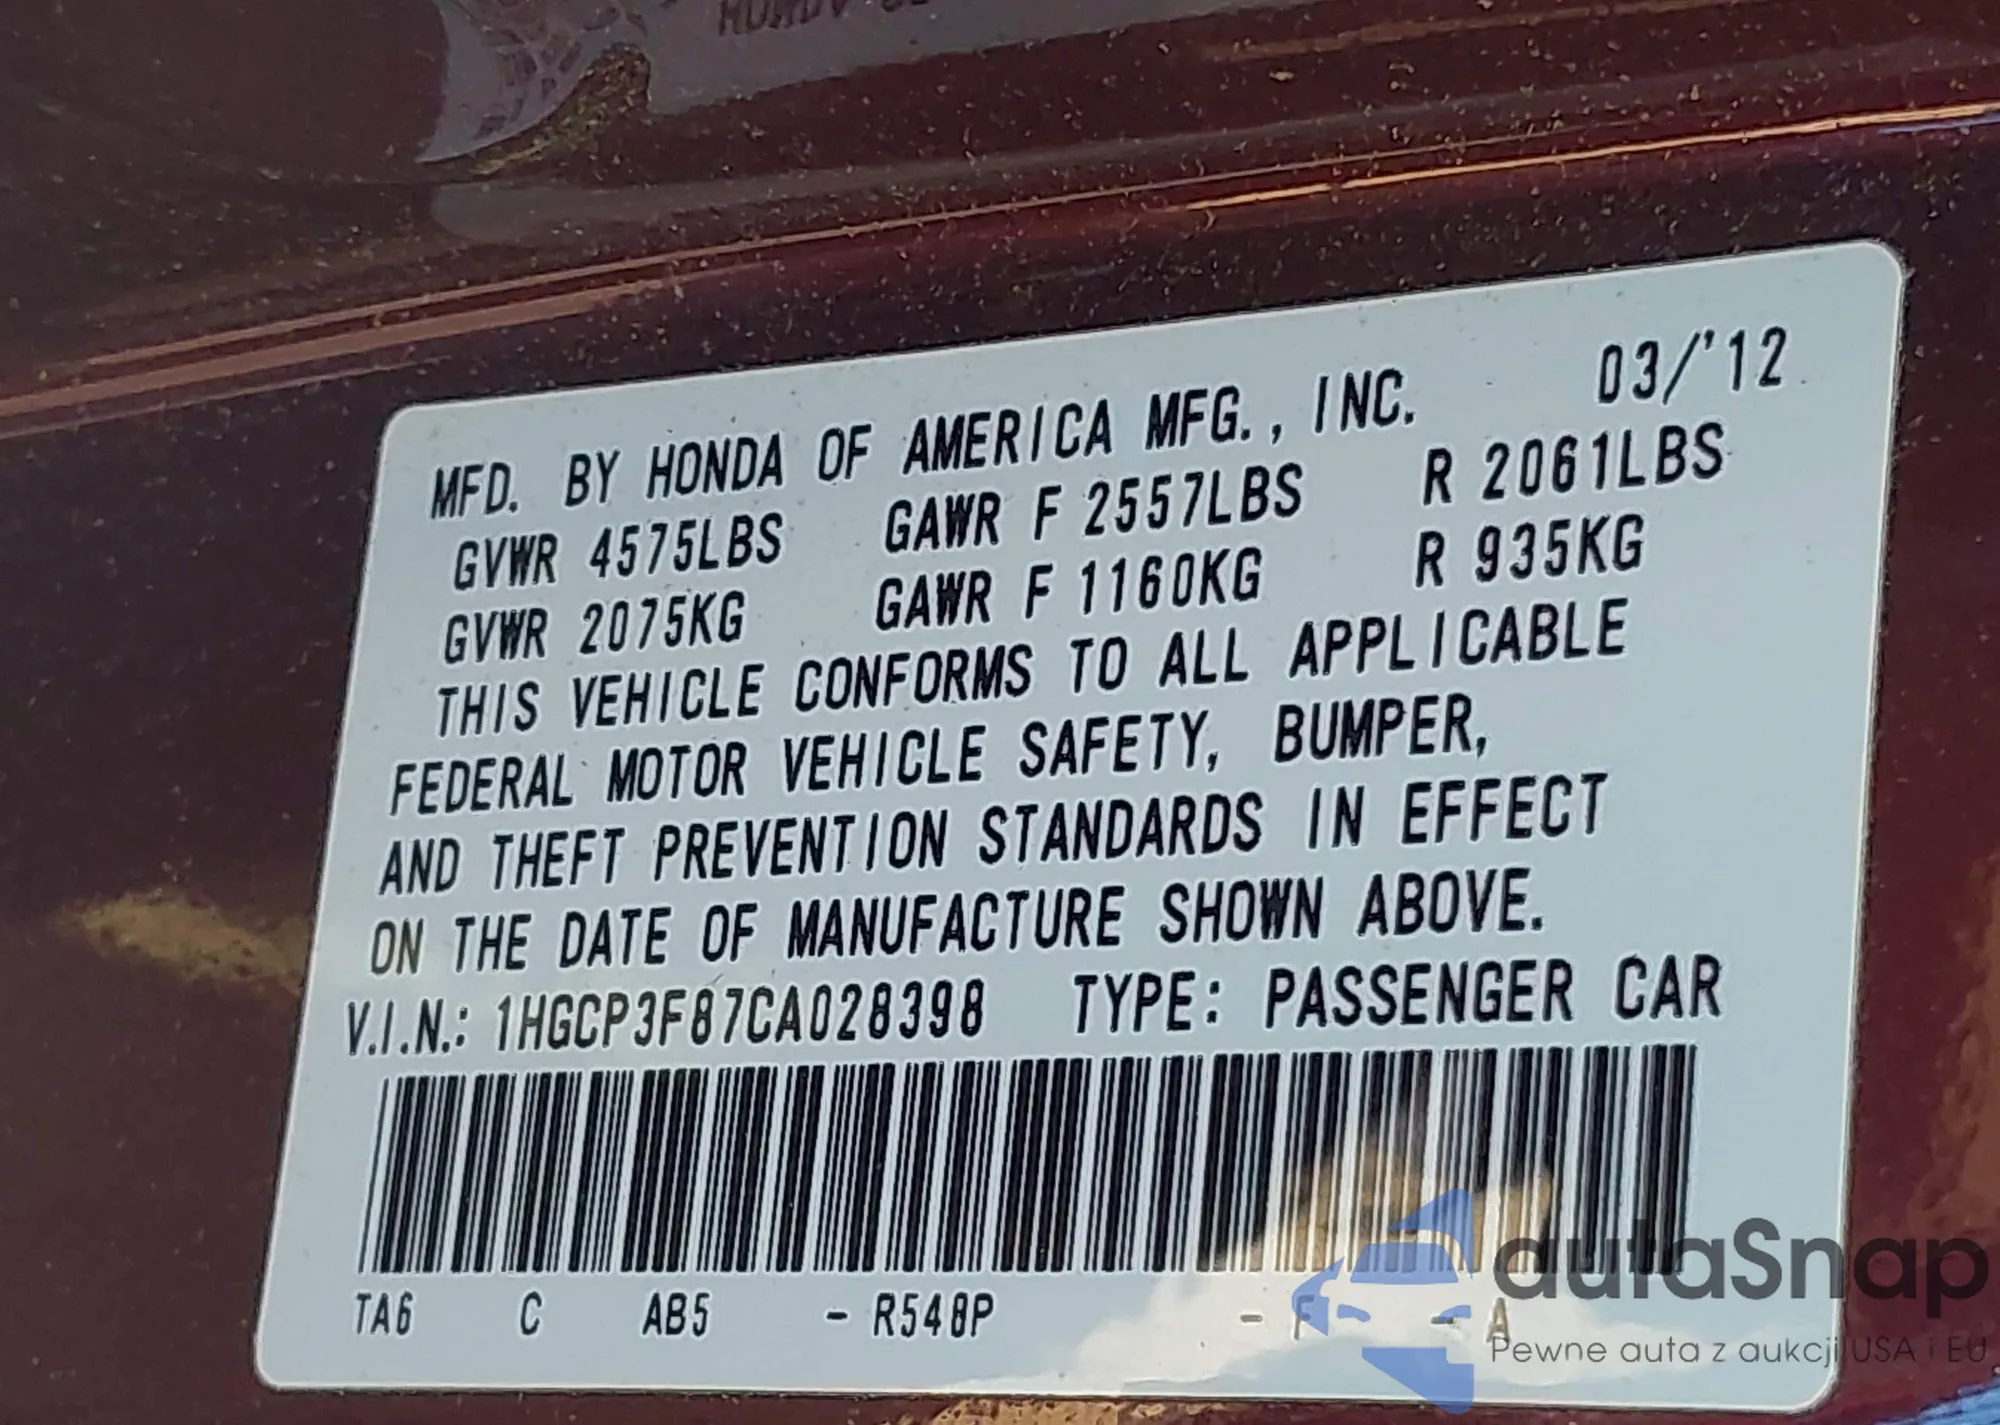 MFD. BY HONDA OF AMERICA MFG., INC. 03/'12
GVWR 4575LBS GAWR F 2557LBS R 2061LBS
GVWR 2075KG GAWR F 1160KG R 935KG
THIS VEHICLE CONFORMS TO ALL APPLICABLE
FEDERAL MOTOR VEHICLE SAFETY, BUMPER,
AND THEFT PREVENTION STANDARDS IN EFFECT
ON THE DATE OF MANUFACTURE SHOWN ABOVE.
V.I.N.: 1HGCP3F87CA028398 TYPE: PASSENGER CAR
TA6 C AB5 - R548P - F - A
autaSnap
Pewne auta z aukcji USA i EU